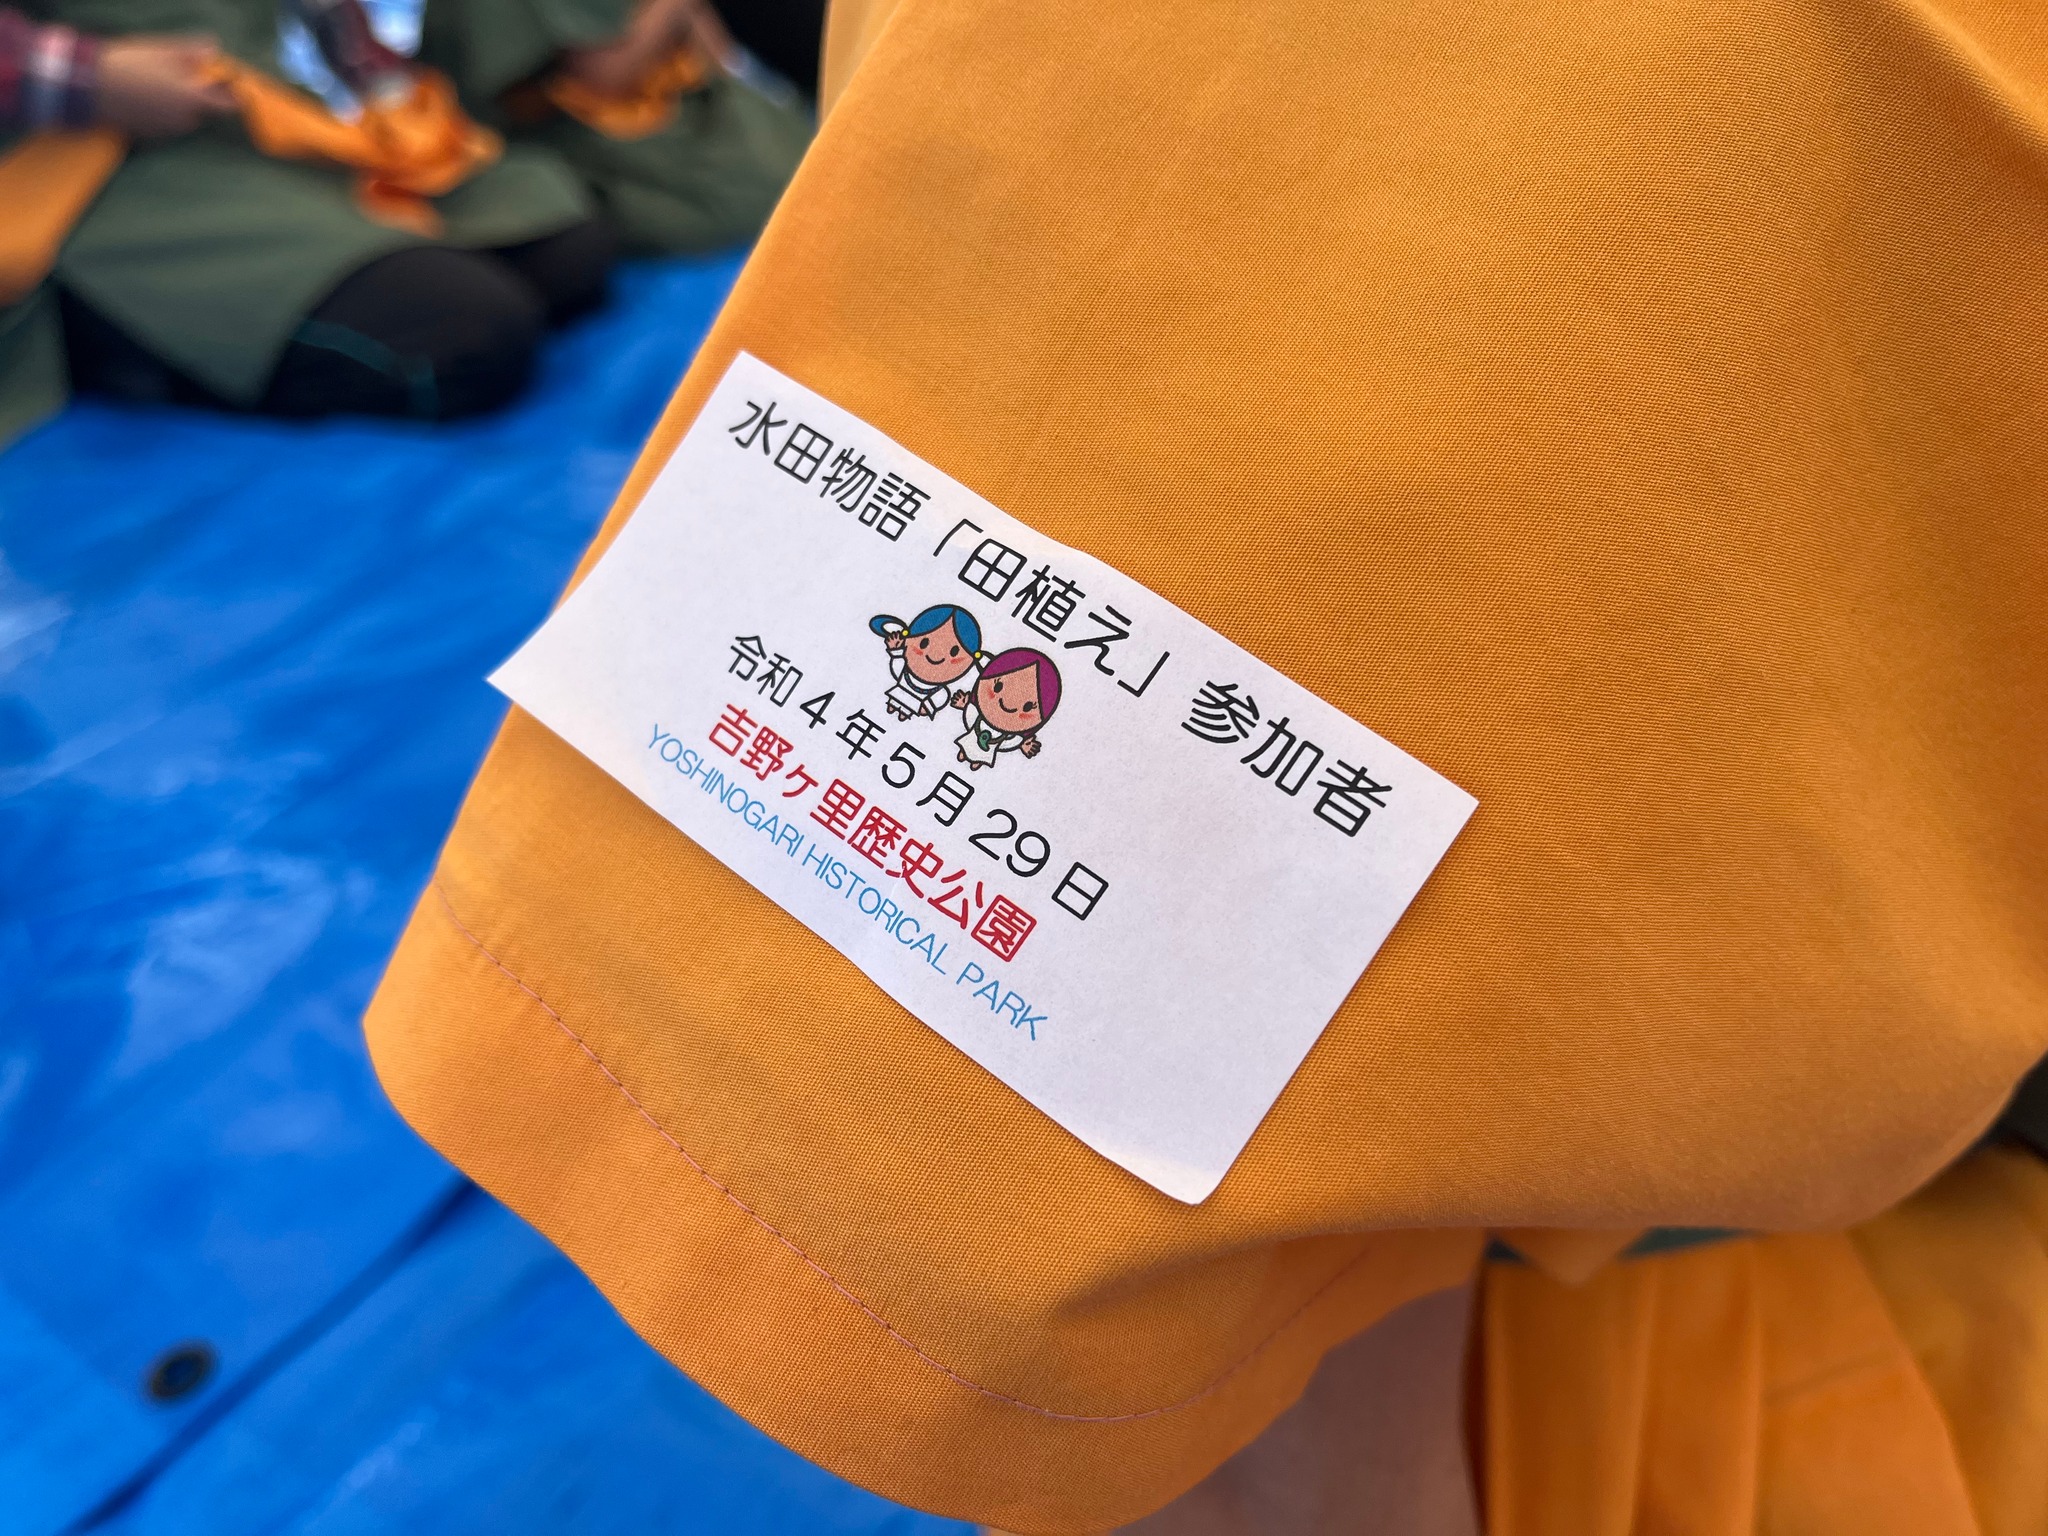 水田物語「田植え」参加者
令和4年5月29日
吉野ヶ里歴史公園
YOSHINOGARI HISTORICAL PARK